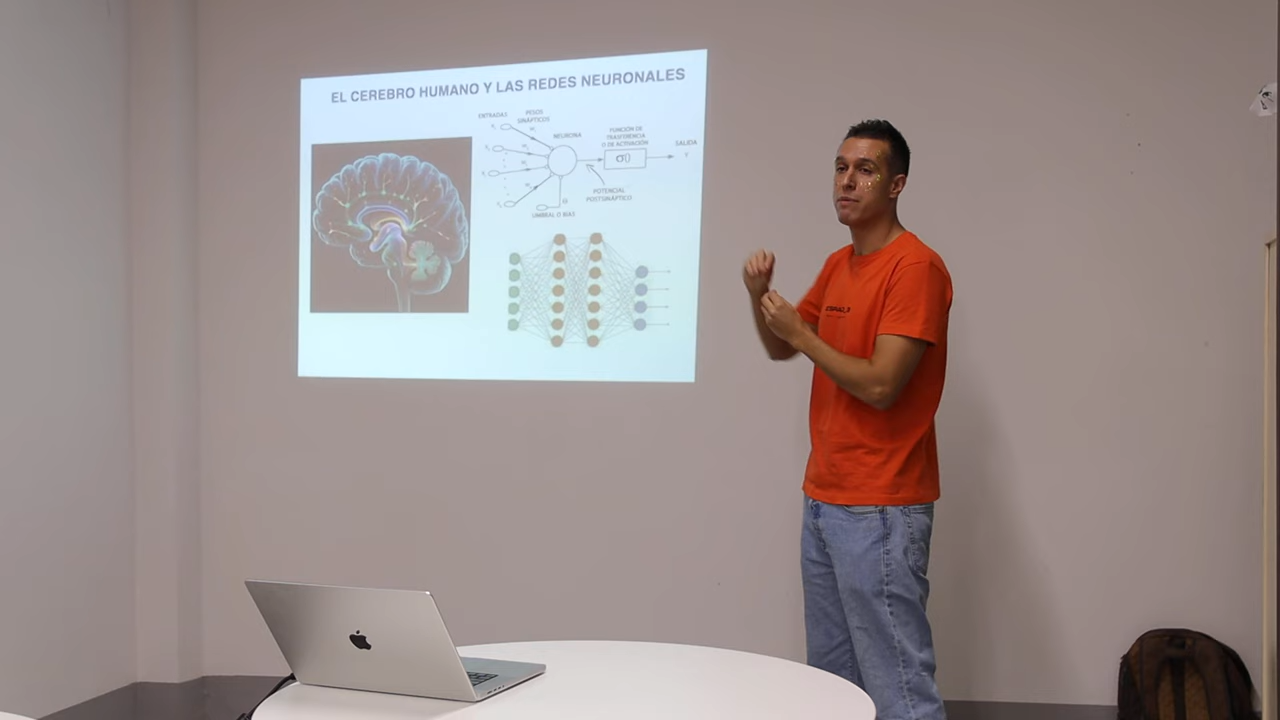 EL CEREBRO HUMANO Y LAS REDES NEURONALES
ENTRADAS
PESOS
SINÁPTICOS
NEURONA
FUNCIÓN DE
TRASFERENCIA
O DE ACTIVACIÓN
σ()
SALIDA
Y
POTENCIAL
POSTSINÁPTICO
UMBRAL O BIAS